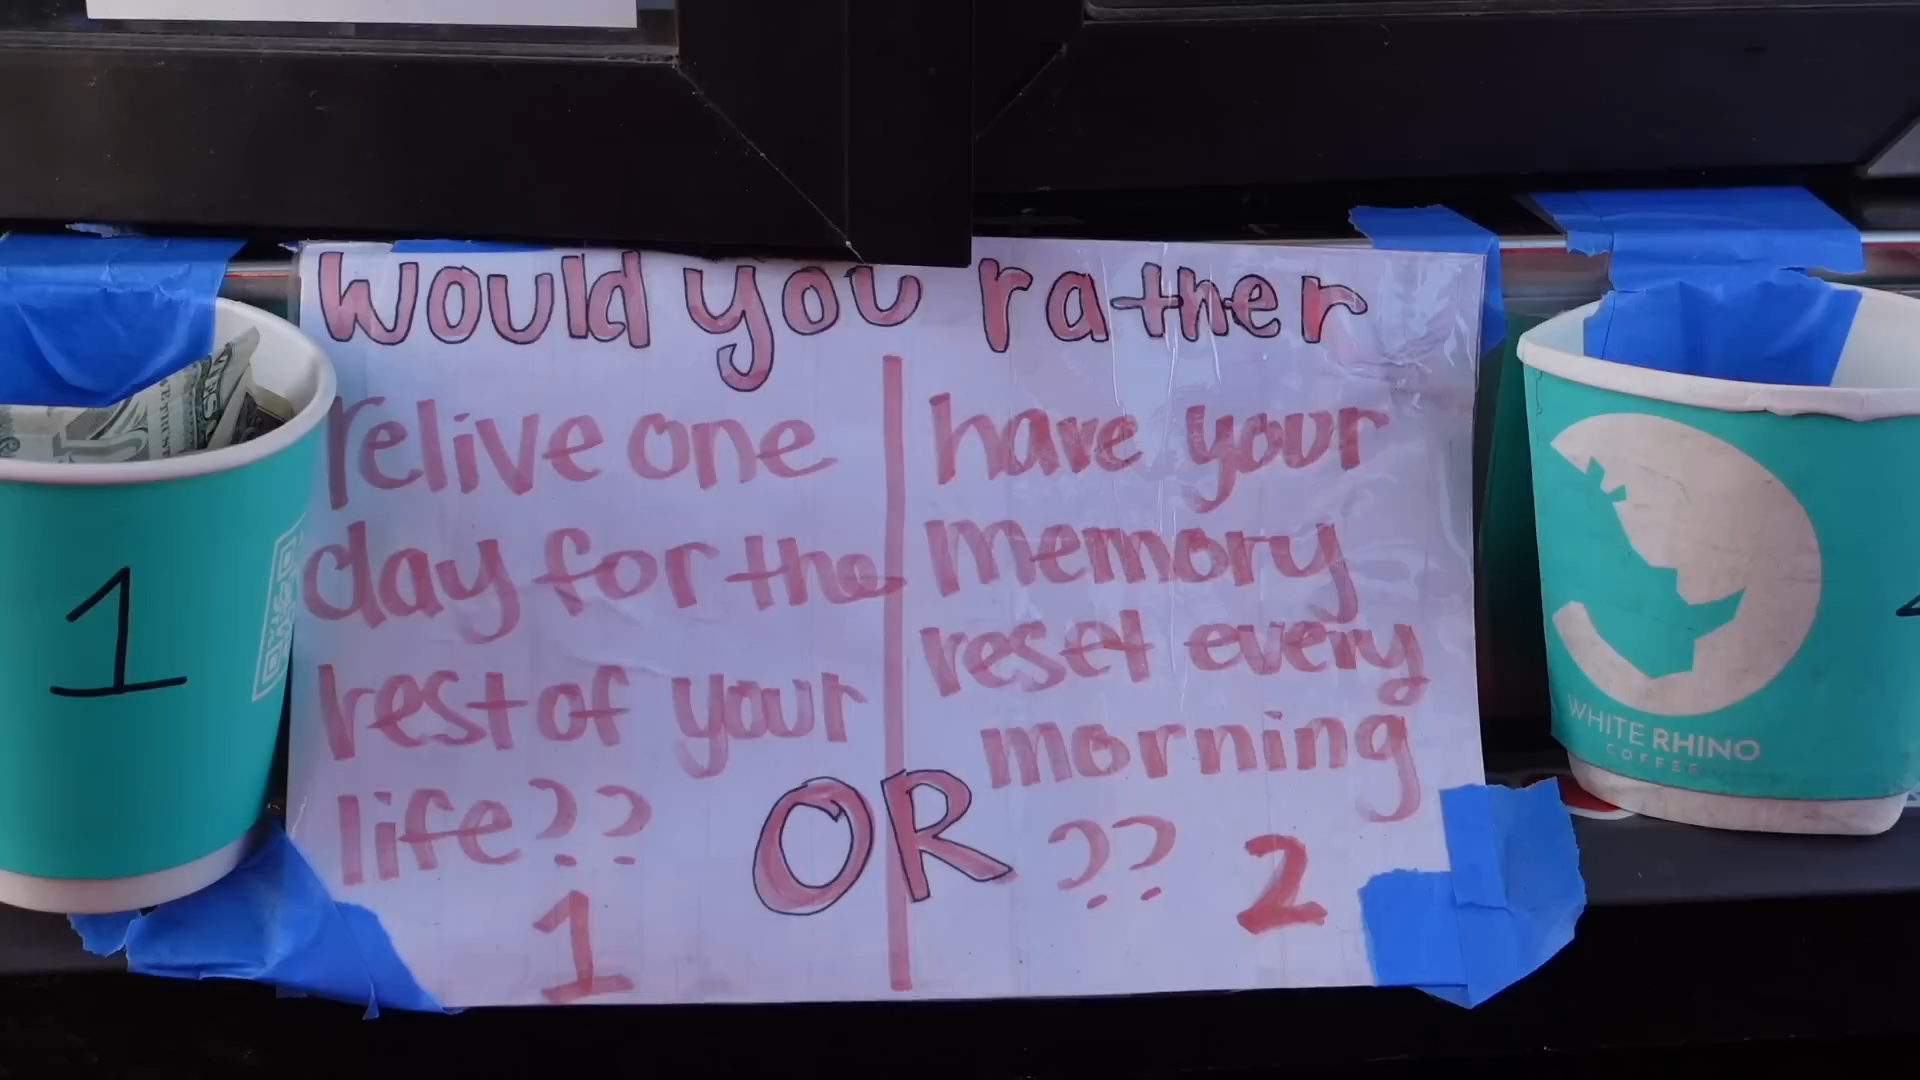 would you rather
relive one
day for the
rest of your
life??
1
OR
have your
memory
reset every
morning
??
2
1
WHITE RHINO
COFFEE